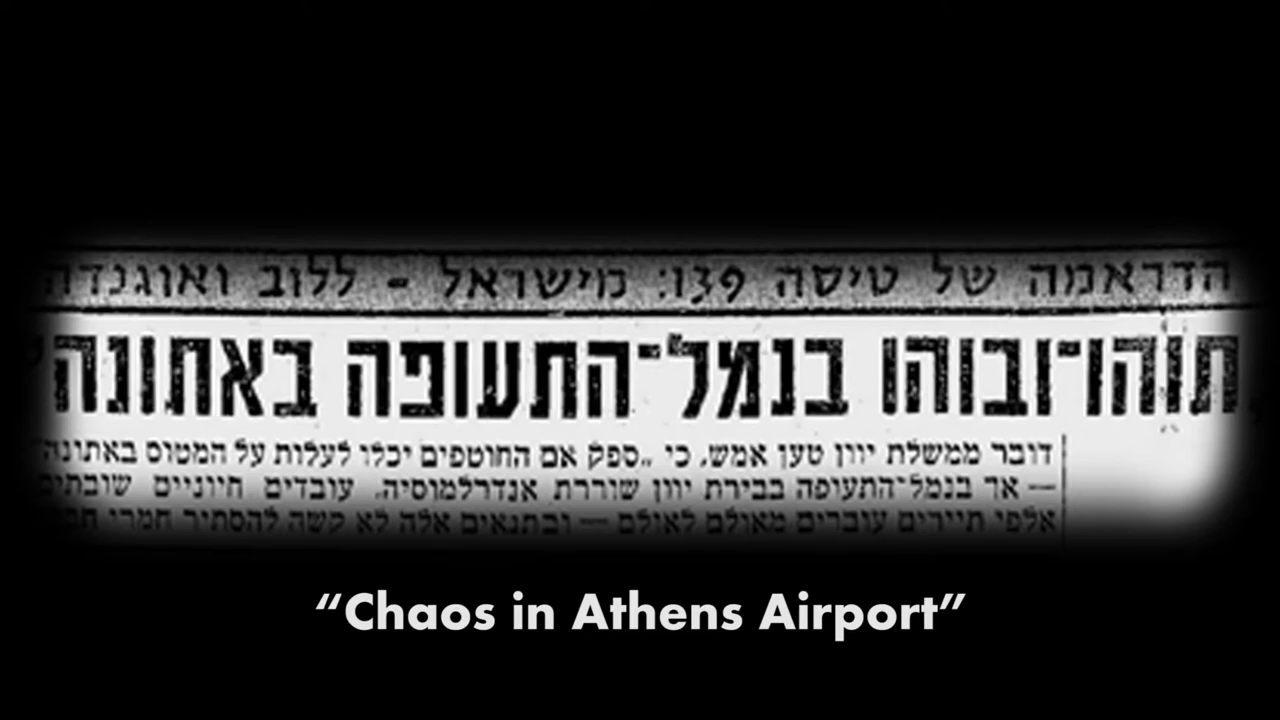 הדראמה של טיסה 139: מישראל - ללוב ואוגנדה
תוהו־ובוהו בנמל־התעופה באתונה
דובר ממשלת יוון טען אמש, כי „ספק אם החוטפים יכלו לעלות על המטוס באתונה
— אך בנמל־התעופה בבירת יוון שוררת אנדרלמוסיה. עובדים חיוניים שובתים
אלפי תיירים עוברים מאולם לאולם — ובתנאים אלה לא קשה להסתיר חמרי
“Chaos in Athens Airport”